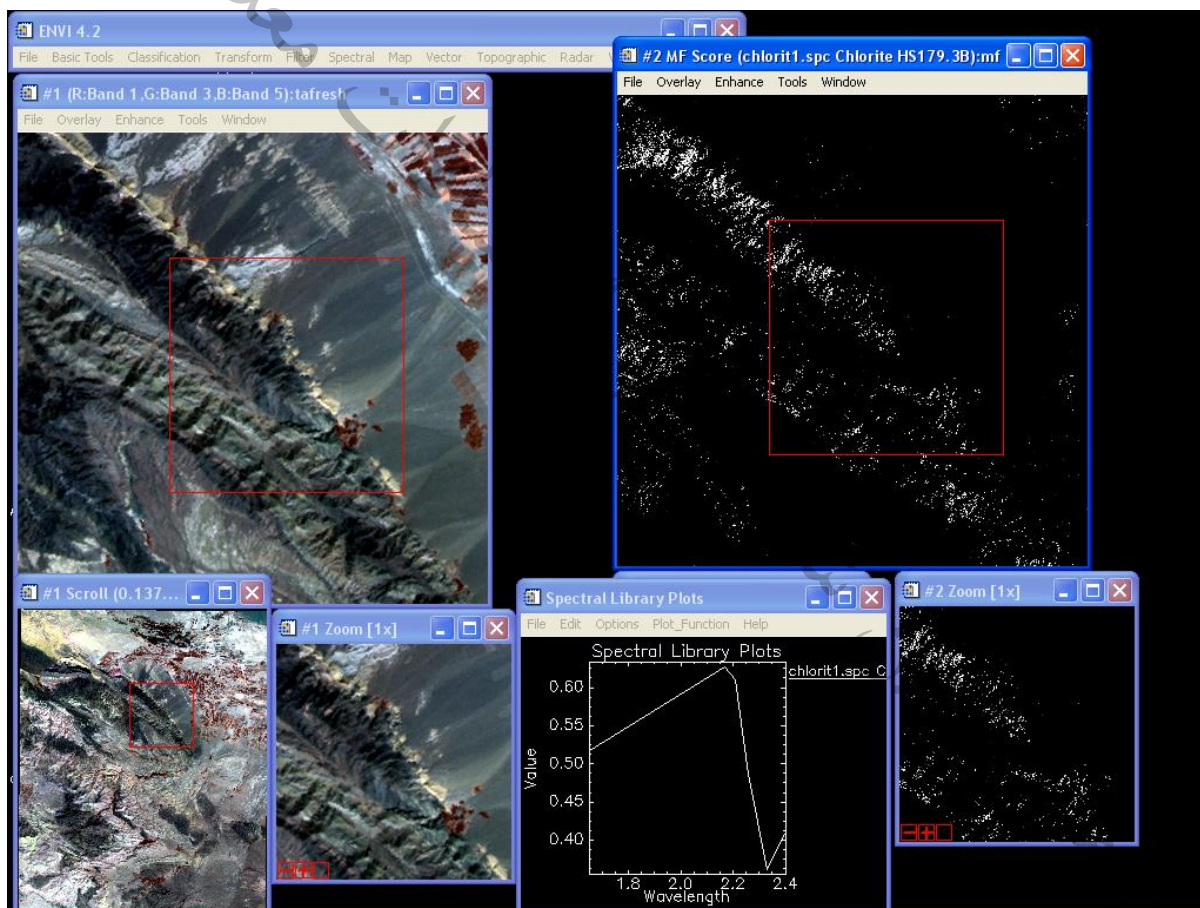 ENVI 4.2
File Basic Tools Classification Transform Filter Spectral Map Vector Topographic Radar
#2 MF Score (chlorit1.spc Chlorite HS179.3B):mf
File Overlay Enhance Tools Window
#1 (R:Band 1,G:Band 3,B:Band 5):tafresh
File Overlay Enhance Tools Window
#1 Scroll (0.137...
#1 Zoom [1x]
Spectral Library Plots
File Edit Options Plot_Function Help
Spectral Library Plots
chlorit1.spc C
0.60
0.55
0.50
0.45
0.40
Value
1.8 2.0 2.2 2.4
Wavelength
#2 Zoom [1x]